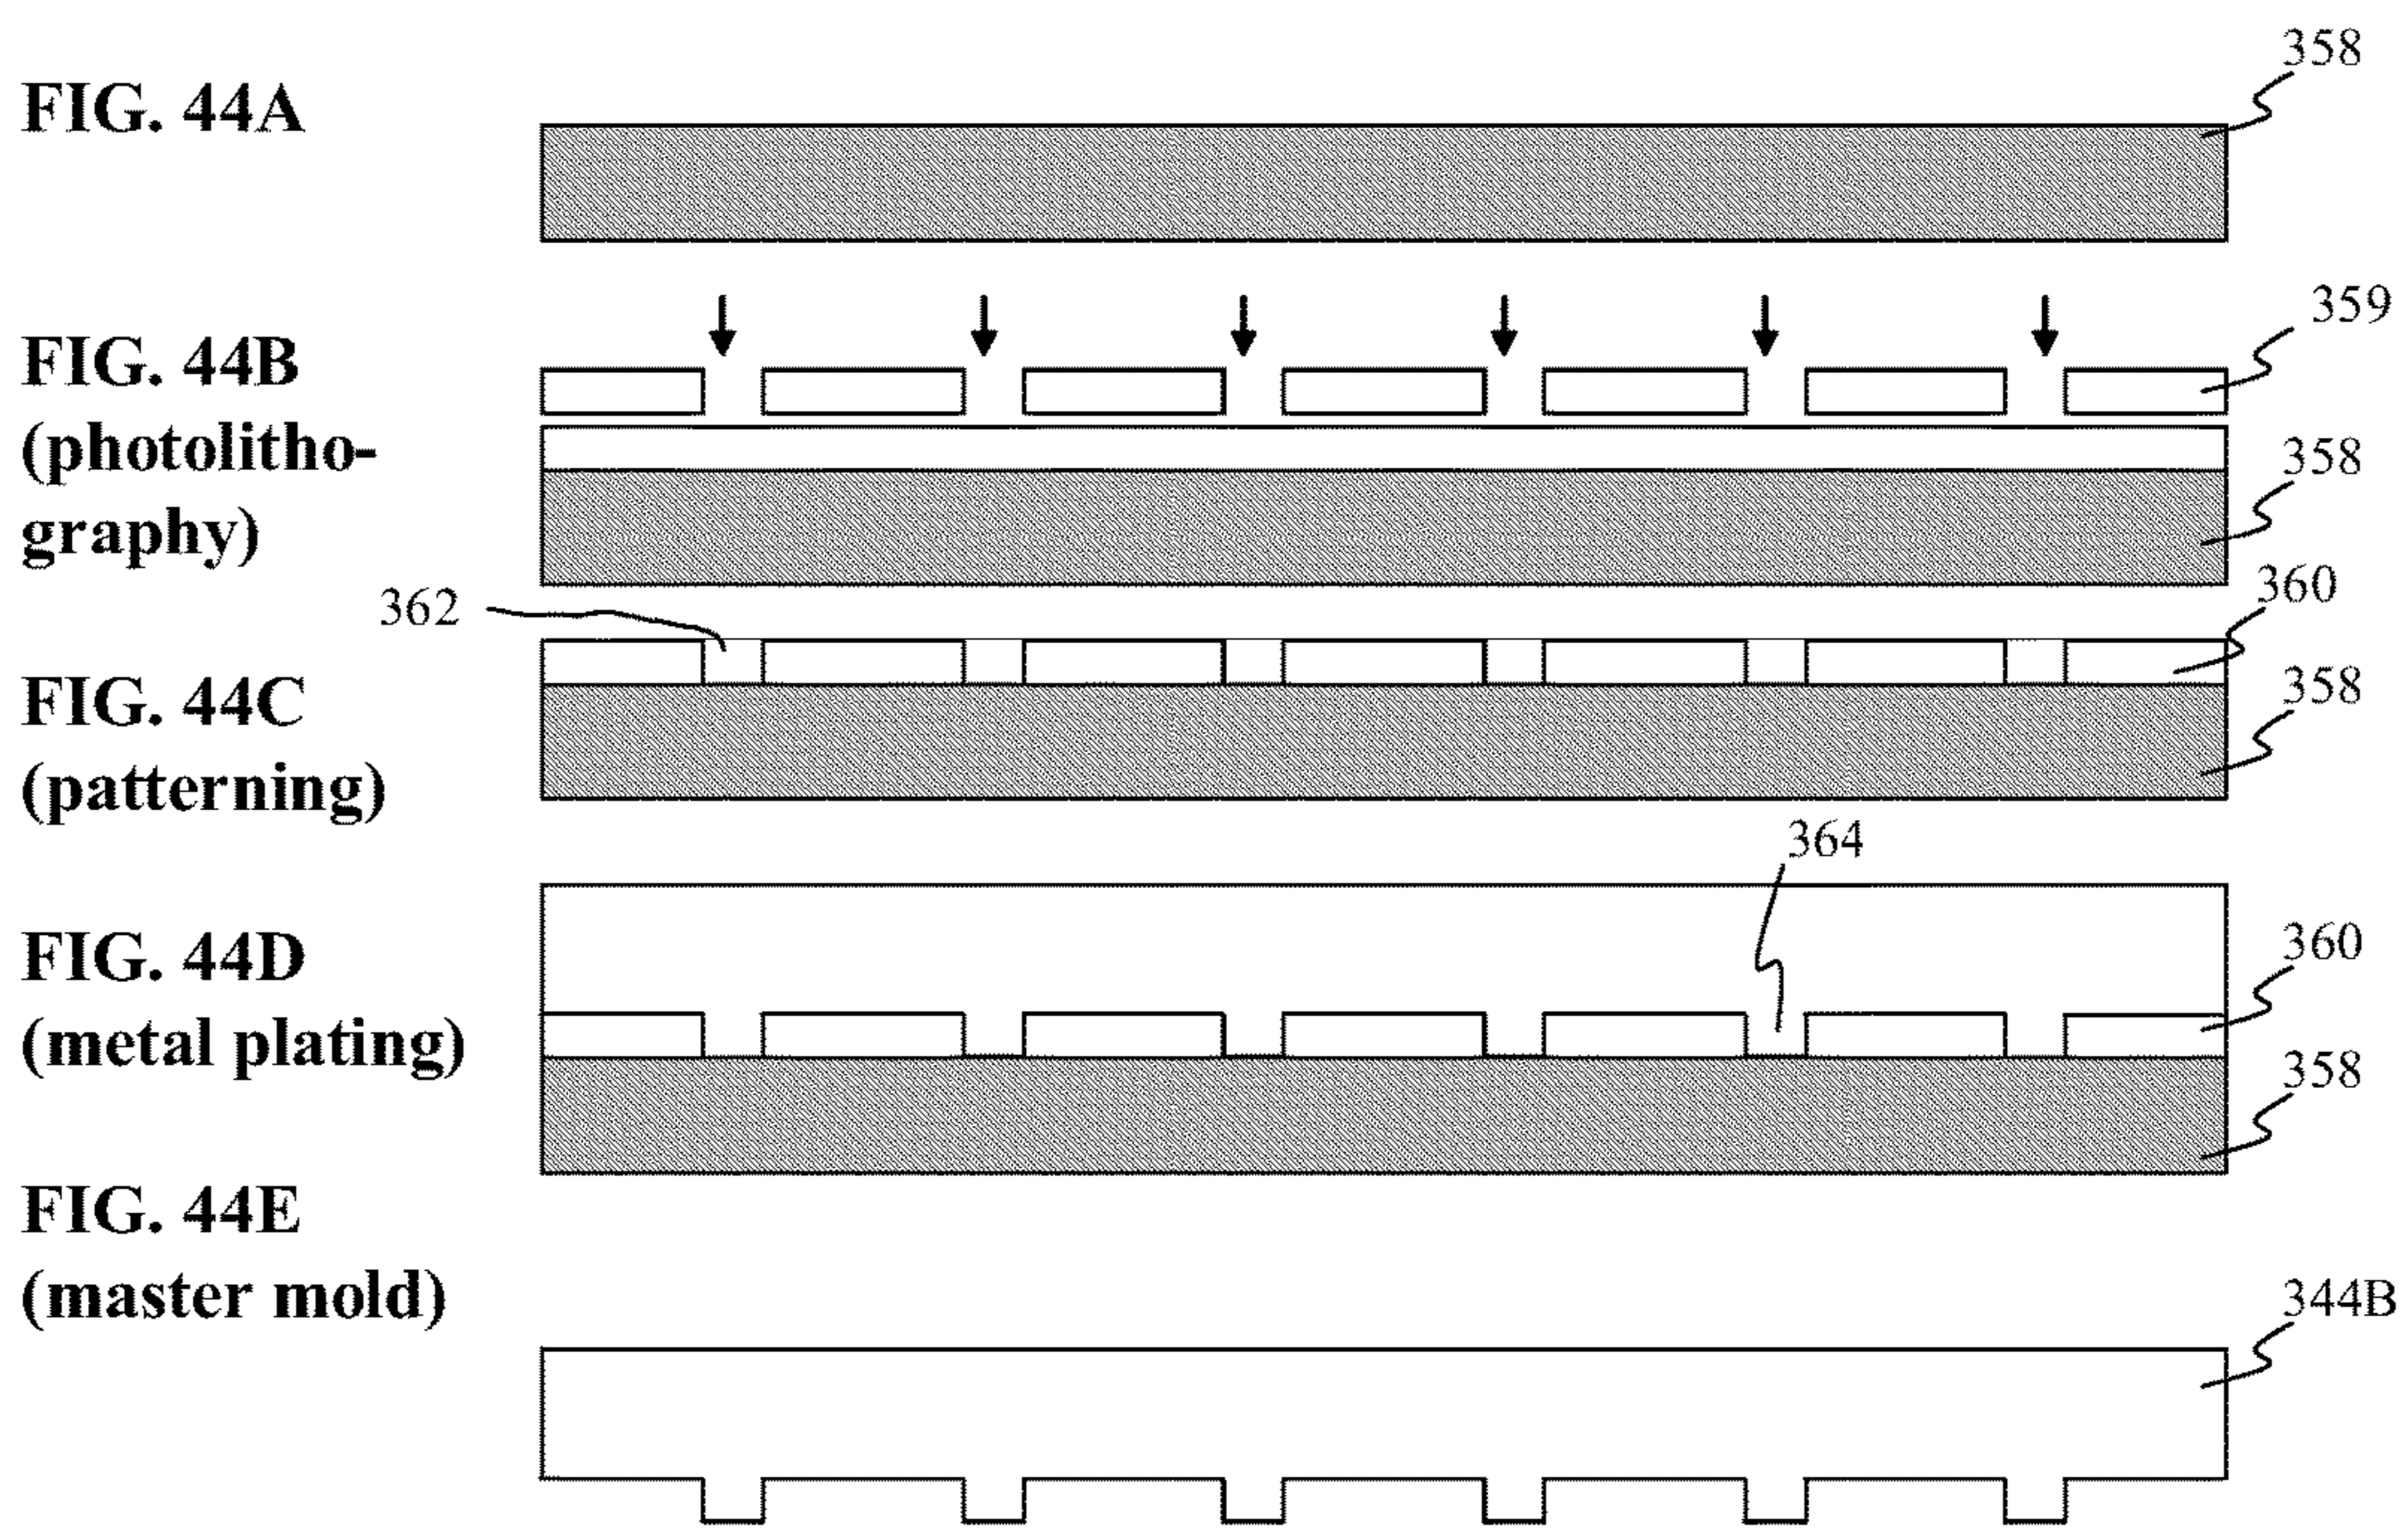 358
FIG. 44A
359
FIG. 44B
(photolitho-
358
graphy)
360
362
358
FIG. 44C
(patterning)
364
360
FIG. 44D
(metal plating)
358
FIG. 44E
(master mold)
344B